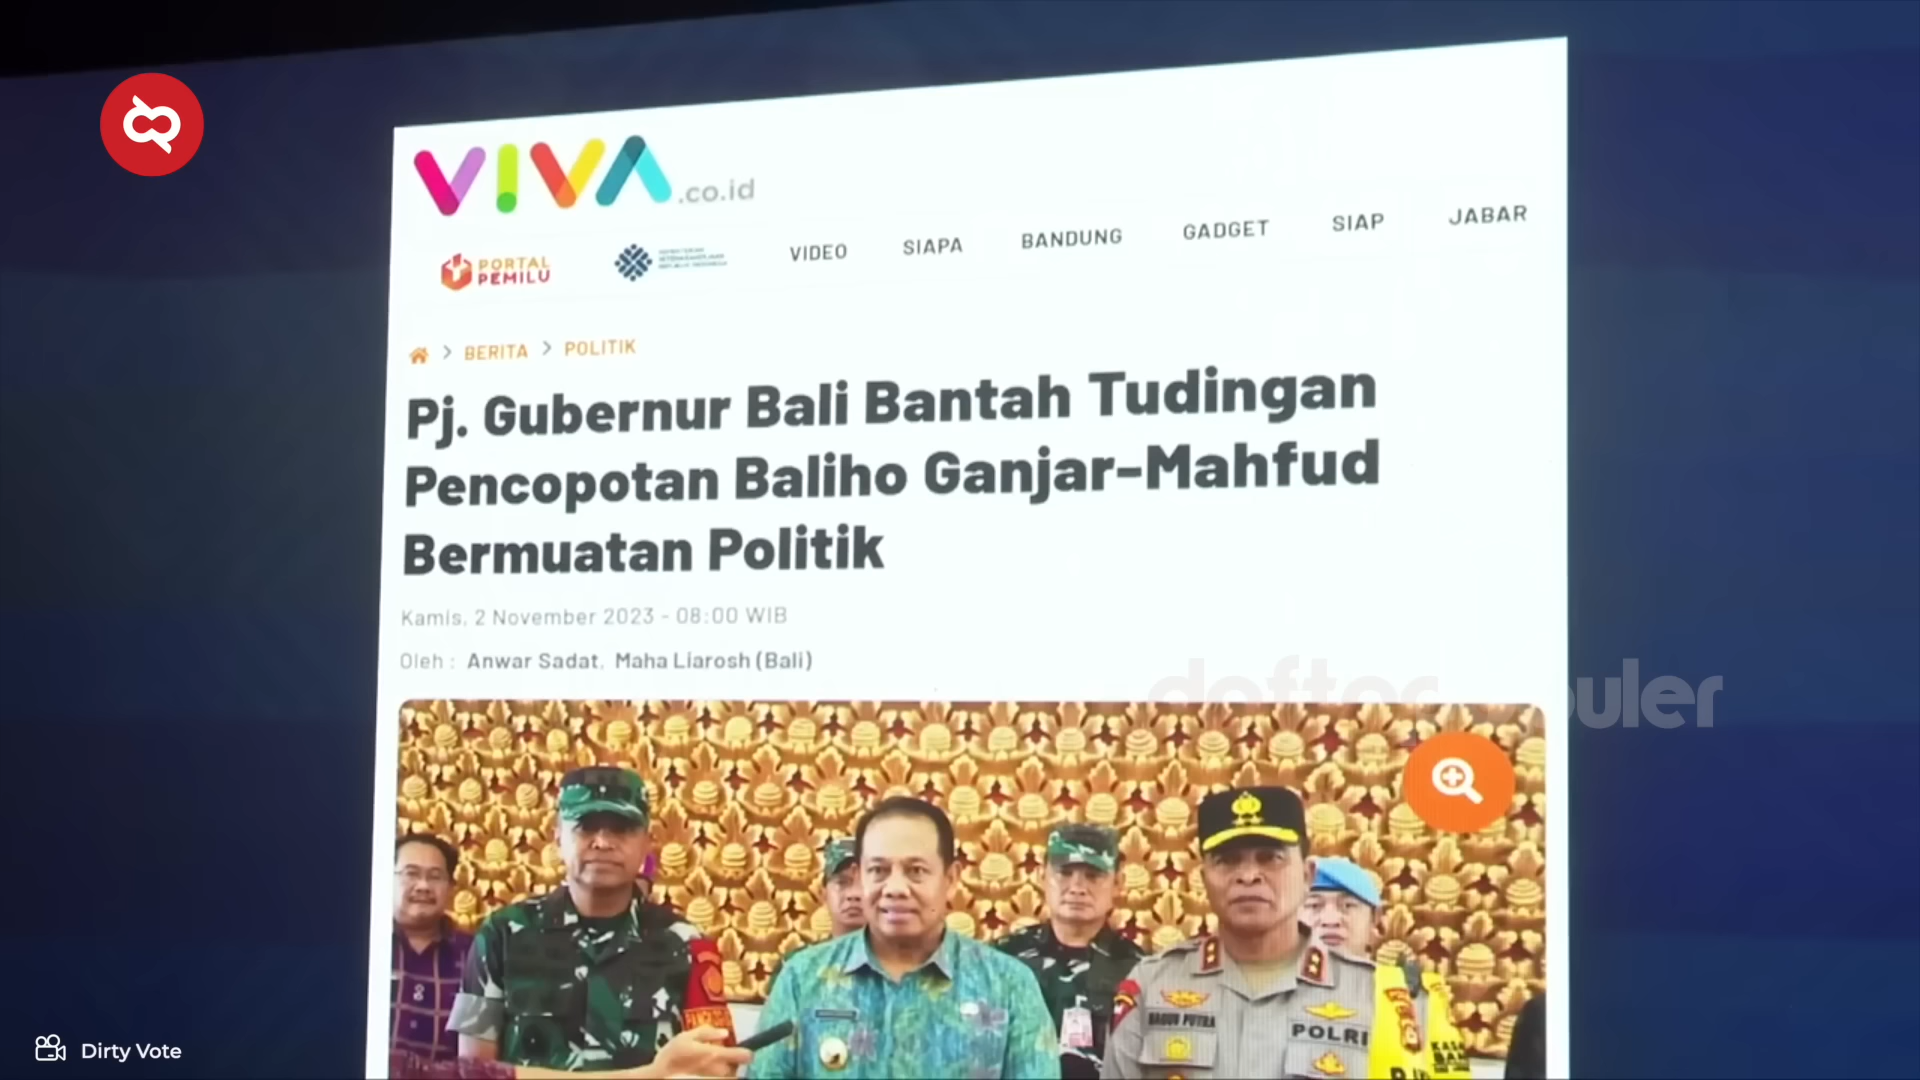 VIVA.co.id
PORTAL PEMILU
VIDEO SIAPA BANDUNG GADGET SIAP JABAR
BERITA > POLITIK
Pj. Gubernur Bali Bantah Tudingan
Pencopotan Baliho Ganjar-Mahfud
Bermuatan Politik
Kamis, 2 November 2023 - 08:00 WIB
Oleh : Anwar Sadat, Maha Liarosh (Bali)
BAGUS PUTRA
POLRI
Dirty Vote